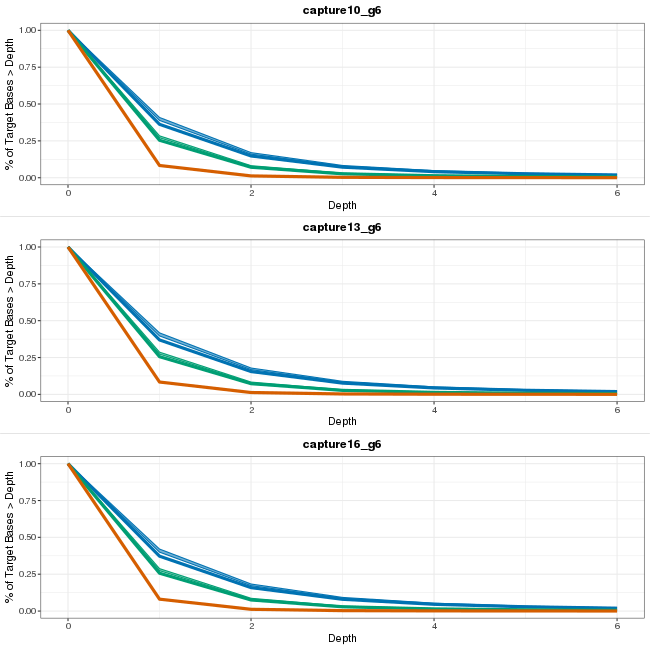 capture10_g6
% of Target Bases > Depth
1.00
0.75
0.50
0.25
0.00
0 2 4 6
Depth
capture13_g6
% of Target Bases > Depth
1.00
0.75
0.50
0.25
0.00
0 2 4 6
Depth
capture16_g6
% of Target Bases > Depth
1.00
0.75
0.50
0.25
0.00
0 2 4 6
Depth